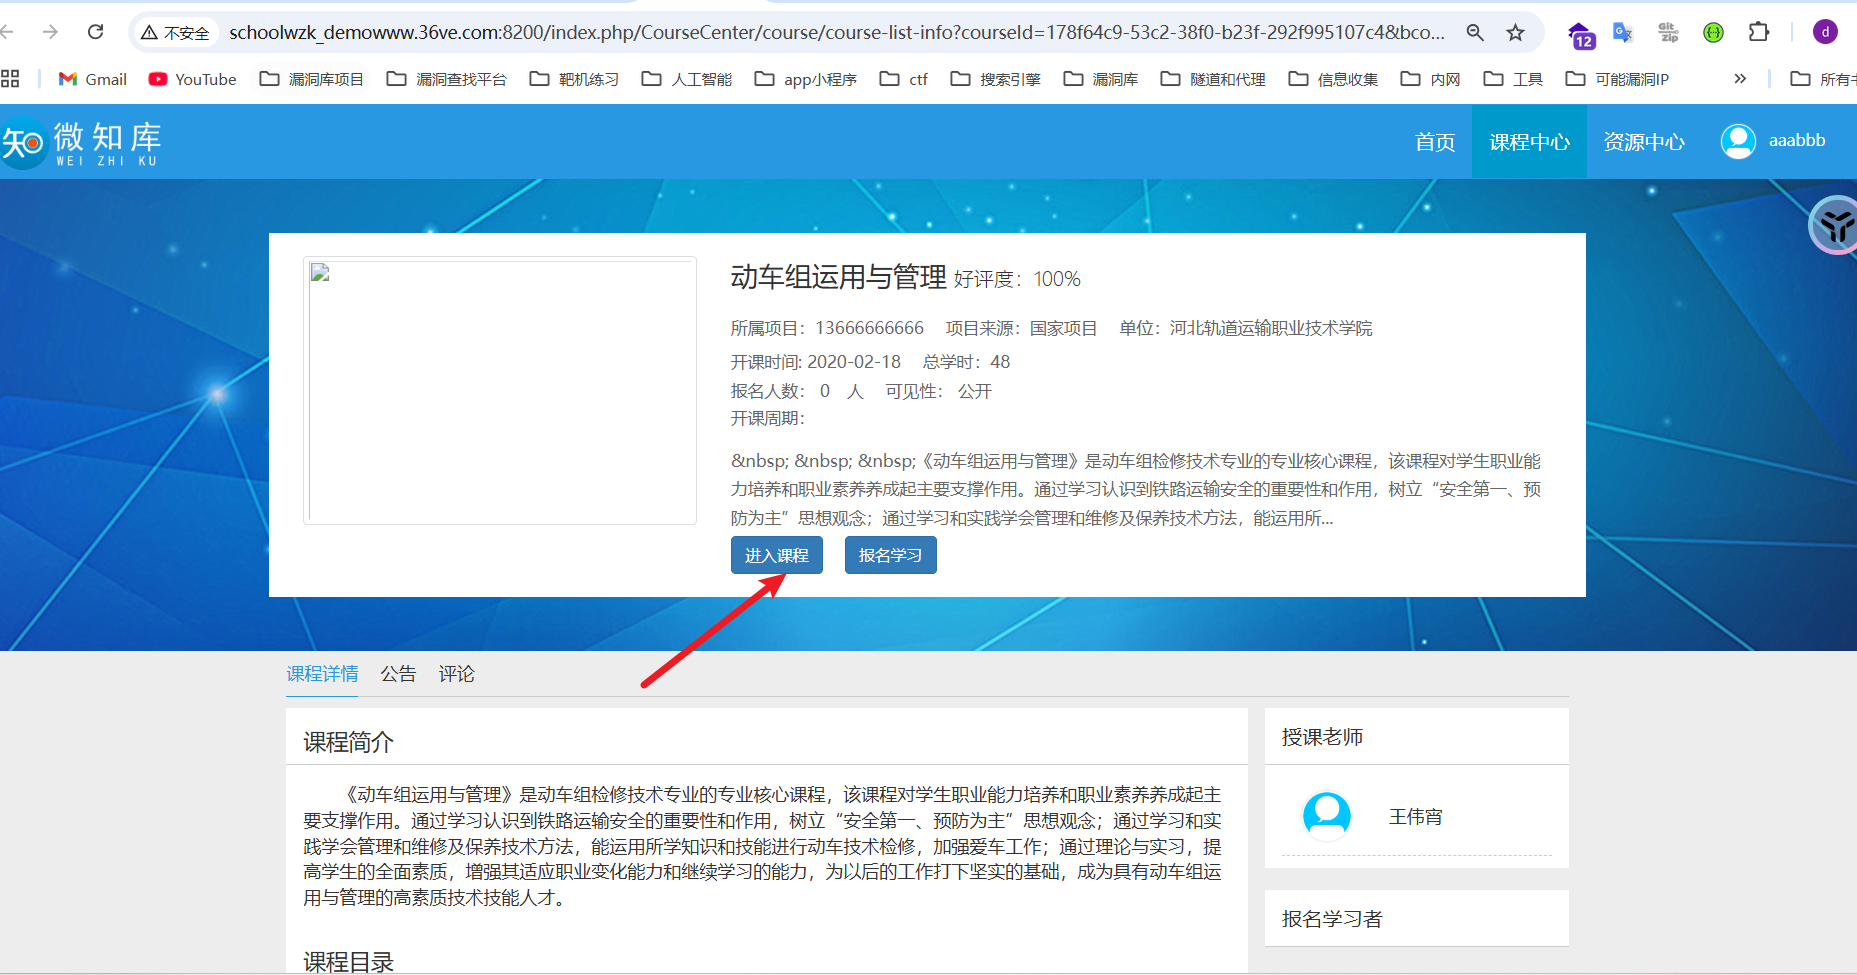 不安全 schoolwzk_demowww.36ve.com:8200/index.php/CourseCenter/course/course-list-info?courseId=178f64c9-53c2-38f0-b23f-292f995107c4&bco... 12 d
Gmail YouTube 漏洞库项目 漏洞查找平台 靶机练习 人工智能 app小程序 ctf 搜索引擎 漏洞库 隧道和代理 信息收集 内网 工具 可能漏洞IP » 所有书
知 微知库 首页 课程中心 资源中心 aaabbb
WEI ZHI KU
动车组运用与管理 好评度：100%
所属项目：13666666666 项目来源：国家项目 单位：河北轨道运输职业技术学院
开课时间: 2020-02-18 总学时：48
报名人数： 0 人 可见性： 公开
开课周期：
&nbsp; &nbsp; &nbsp;《动车组运用与管理》是动车组检修技术专业的专业核心课程，该课程对学生职业能
力培养和职业素养养成起主要支撑作用。通过学习认识到铁路运输安全的重要性和作用，树立“安全第一、预
防为主”思想观念；通过学习和实践学会管理和维修及保养技术方法，能运用所...
进入课程 报名学习
课程详情 公告 评论
课程简介
《动车组运用与管理》是动车组检修技术专业的专业核心课程，该课程对学生职业能力培养和职业素养养成起主
要支撑作用。通过学习认识到铁路运输安全的重要性和作用，树立“安全第一、预防为主”思想观念；通过学习和实
践学会管理和维修及保养技术方法，能运用所学知识和技能进行动车技术检修，加强爱车工作；通过理论与实习，提
高学生的全面素质，增强其适应职业变化能力和继续学习的能力，为以后的工作打下坚实的基础，成为具有动车组运
用与管理的高素质技术技能人才。
课程目录
授课老师
王伟宵
报名学习者